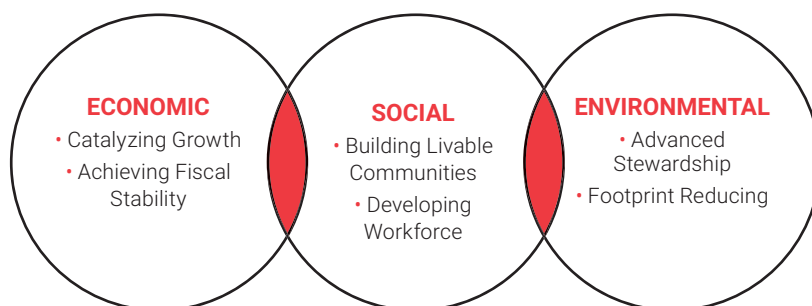 ECONOMIC
• Catalyzing Growth
• Achieving Fiscal
Stability
SOCIAL
• Building Livable
Communities
• Developing
Workforce
ENVIRONMENTAL
• Advanced
Stewardship
• Footprint Reducing